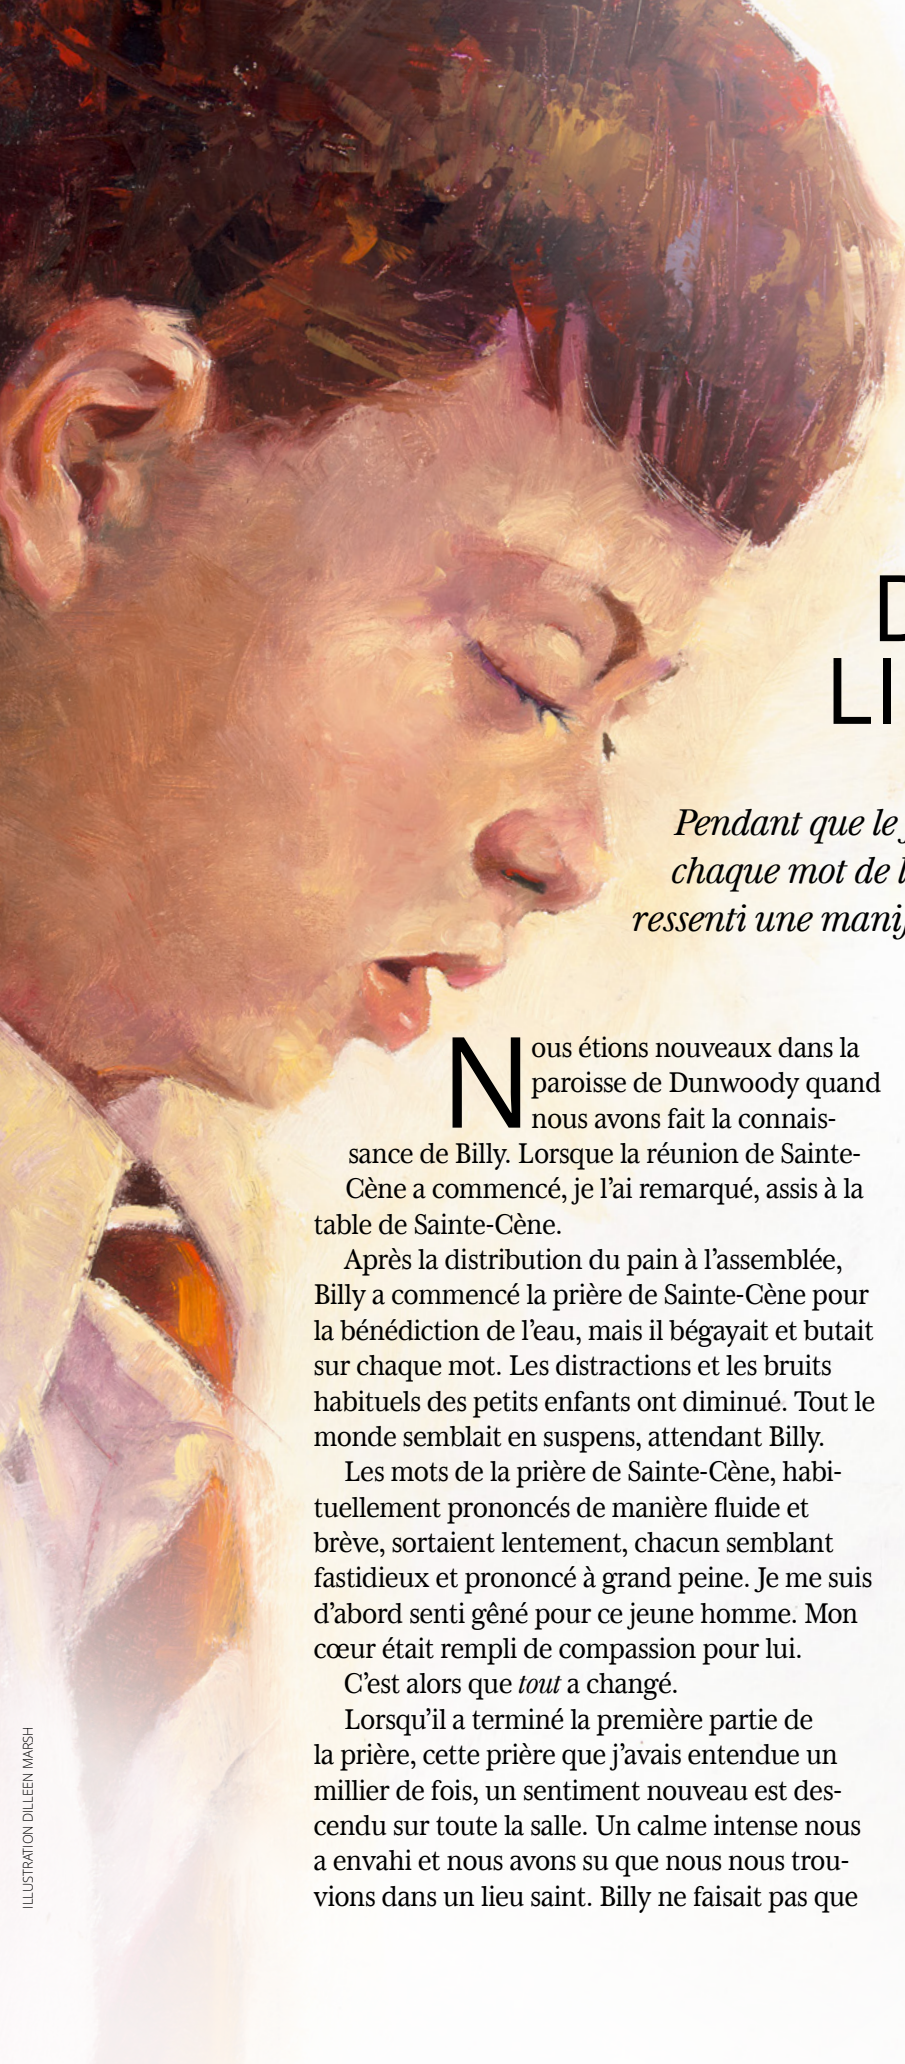 D
LI
Pendant que le
chaque mot de l
ressenti une mani
Nous étions nouveaux dans la
paroisse de Dunwoody quand
nous avons fait la connais-
sance de Billy. Lorsque la réunion de Sainte-
Cène a commencé, je l’ai remarqué, assis à la
table de Sainte-Cène.
Après la distribution du pain à l’assemblée,
Billy a commencé la prière de Sainte-Cène pour
la bénédiction de l’eau, mais il bégayait et butait
sur chaque mot. Les distractions et les bruits
habituels des petits enfants ont diminué. Tout le
monde semblait en suspens, attendant Billy.
Les mots de la prière de Sainte-Cène, habi-
tuellement prononcés de manière fluide et
brève, sortaient lentement, chacun semblant
fastidieux et prononcé à grand peine. Je me suis
d’abord senti gêné pour ce jeune homme. Mon
cœur était rempli de compassion pour lui.
C’est alors que tout a changé.
Lorsqu’il a terminé la première partie de
la prière, cette prière que j’avais entendue un
millier de fois, un sentiment nouveau est des-
cendu sur toute la salle. Un calme intense nous
a envahi et nous avons su que nous nous trou-
vions dans un lieu saint. Billy ne faisait pas que
ILLUSTRATION DILLEEN MARSH